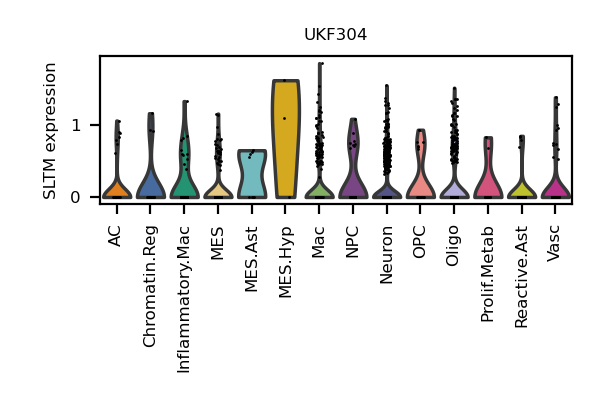 UKF304
SLTM expression
1
0
AC
Chromatin.Reg
Inflammatory.Mac
MES
MES.Ast
MES.Hyp
Mac
NPC
Neuron
OPC
Oligo
Prolif.Metab
Reactive.Ast
Vasc